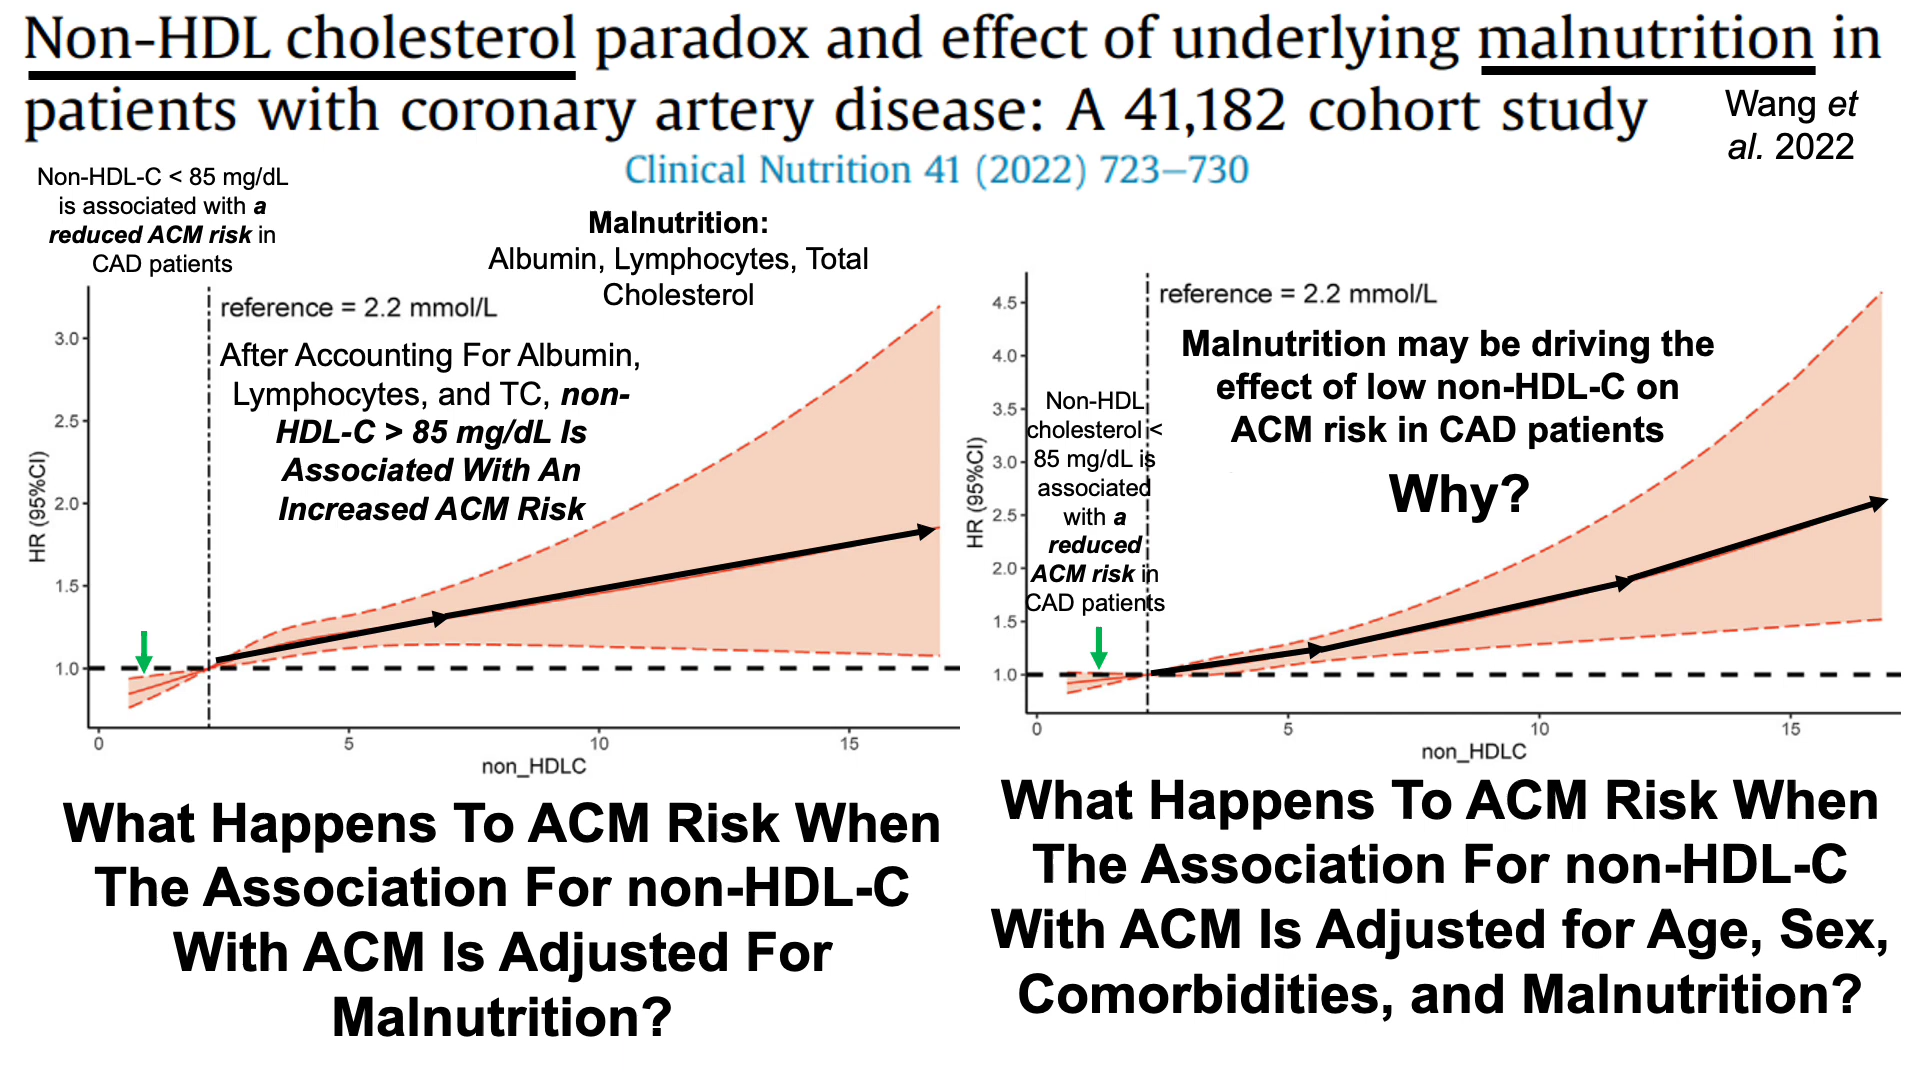 Non-HDL cholesterol paradox and effect of underlying malnutrition in
patients with coronary artery disease: A 41,182 cohort study
Wang et
al. 2022
Clinical Nutrition 41 (2022) 723–730
Non-HDL-C < 85 mg/dL
is associated with a
reduced ACM risk in
CAD patients
Malnutrition:
Albumin, Lymphocytes, Total
Cholesterol
reference = 2.2 mmol/L
After Accounting For Albumin,
Lymphocytes, and TC, non-
HDL-C > 85 mg/dL Is
Associated With An
Increased ACM Risk
HR (95%CI)
3.0
2.5
2.0
1.5
1.0
0
5
10
15
non_HDLC
What Happens To ACM Risk When
The Association For non-HDL-C
With ACM Is Adjusted For
Malnutrition?
reference = 2.2 mmol/L
Malnutrition may be driving the
effect of low non-HDL-C on
ACM risk in CAD patients
Why?
Non-HDL
cholesterol <
85 mg/dL is
associated
with a
reduced
ACM risk in
CAD patients
HR (95%CI)
4.5
4.0
3.5
3.0
2.5
2.0
1.5
1.0
0
5
10
15
non_HDLC
What Happens To ACM Risk When
The Association For non-HDL-C
With ACM Is Adjusted for Age, Sex,
Comorbidities, and Malnutrition?